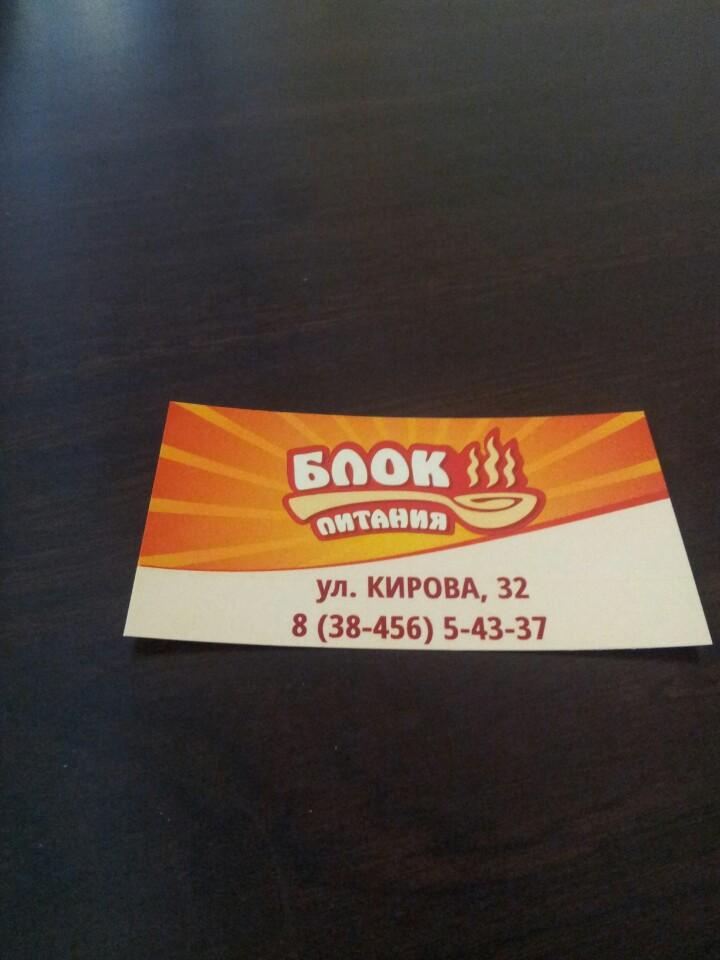 БЛОК
ПИТАНИЯ
ул. КИРОВА, 32
8 (38-456) 5-43-37